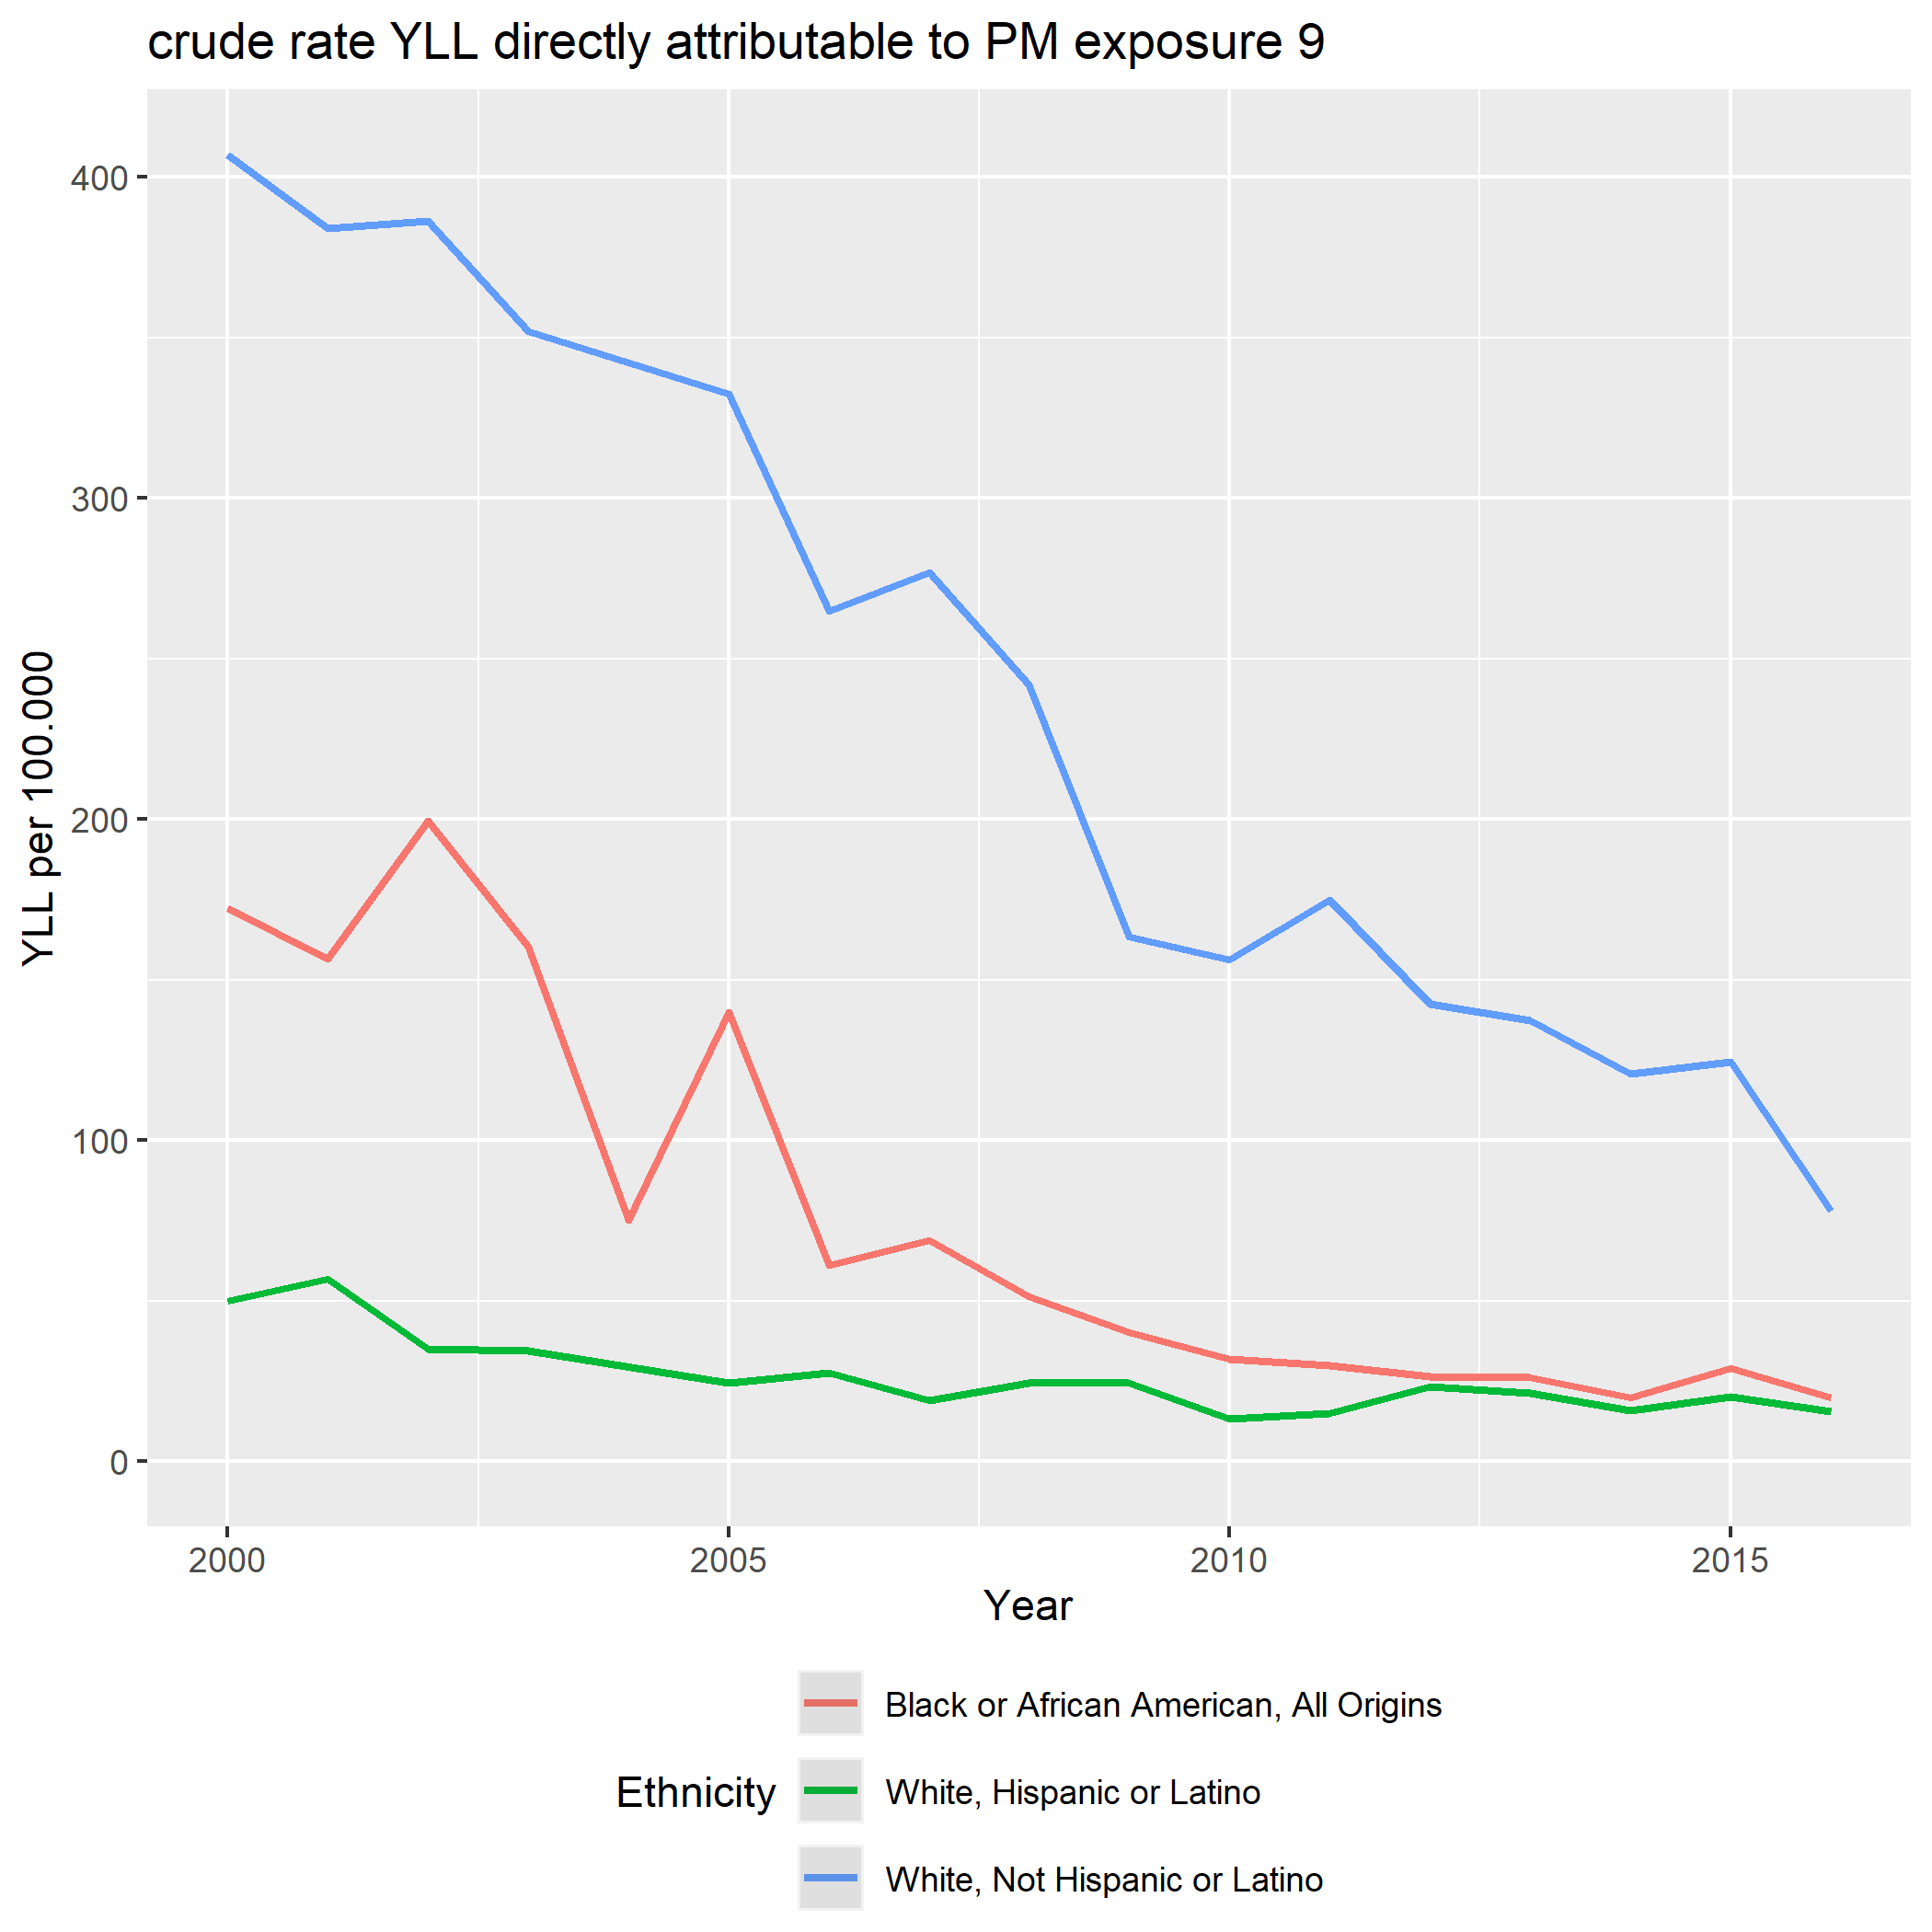 crude rate YLL directly attributable to PM exposure 9
YLL per 100.000
400
300
200
100
0
2000
2005
2010
2015
Year
Ethnicity
Black or African American, All Origins
White, Hispanic or Latino
White, Not Hispanic or Latino